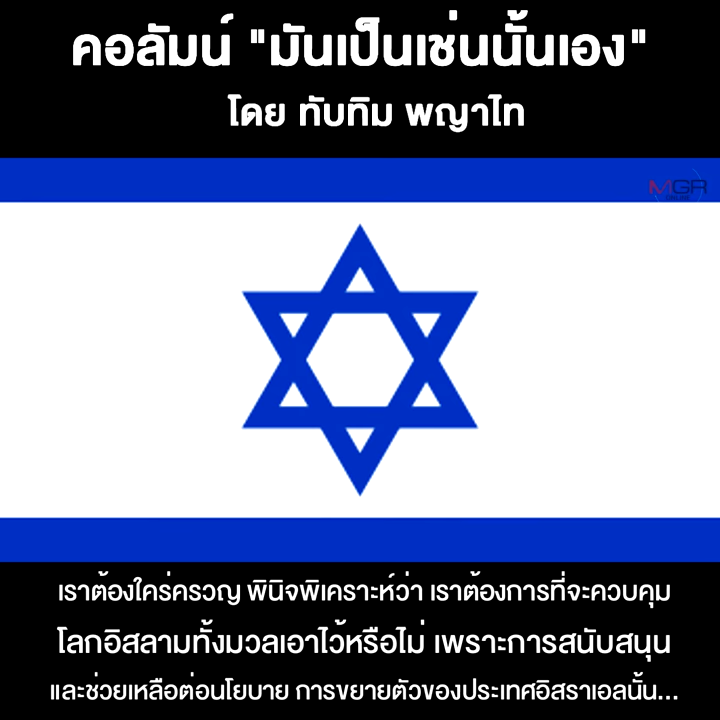 คอลัมน์ "มันเป็นเช่นนั้นเอง"
โดย ทับทิม พญาไท
MGR
ONLINE
เราต้องใคร่ครวญ พินิจพิเคราะห์ว่า เราต้องการที่จะควบคุม
โลกอิสลามทั้งมวลเอาไว้หรือไม่ เพราะการสนับสนุน
และช่วยเหลือต่อนโยบาย การขยายตัวของประเทศอิสราเอลนั้น...